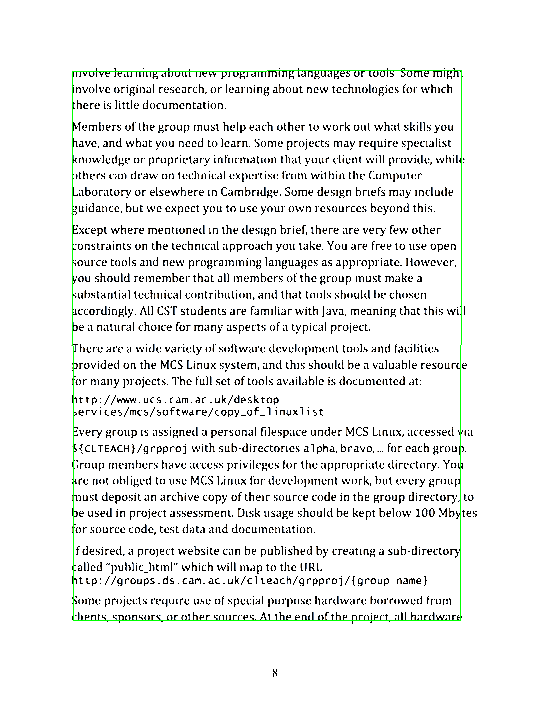 involve learning about new programming languages or tools. Some might
involve original research, or learning about new technologies for which
there is little documentation.
Members of the group must help each other to work out what skills you
have, and what you need to learn. Some projects may require specialist
knowledge or proprietary information that your client will provide, while
others can draw on technical expertise from within the Computer
Laboratory or elsewhere in Cambridge. Some design briefs may include
guidance, but we expect you to use your own resources beyond this.
Except where mentioned in the design brief, there are very few other
constraints on the technical approach you take. You are free to use open
source tools and new programming languages as appropriate. However,
you should remember that all members of the group must make a
substantial technical contribution, and that tools should be chosen
accordingly. All CST students are familiar with Java, meaning that this will
be a natural choice for many aspects of a typical project.
There are a wide variety of software development tools and facilities
provided on the MCS Linux system, and this should be a valuable resource
for many projects. The full set of tools available is documented at:
http://www.ucs.cam.ac.uk/desktop
services/mcs/software/copy_of_linuxlist
Every group is assigned a personal filespace under MCS Linux, accessed via
${CLTEACH}/grpproj with sub-directories alpha, bravo, … for each group.
Group members have access privileges for the appropriate directory. You
are not obliged to use MCS Linux for development work, but every group
must deposit an archive copy of their source code in the group directory, to
be used in project assessment. Disk usage should be kept below 100 Mbytes
for source code, test data and documentation.
If desired, a project website can be published by creating a sub-directory
called "public_html" which will map to the URL
http://groups.ds.cam.ac.uk/clteach/grpproj/{group name}
Some projects require use of special purpose hardware borrowed from
clients, sponsors, or other sources. At the end of the project, all hardware
8